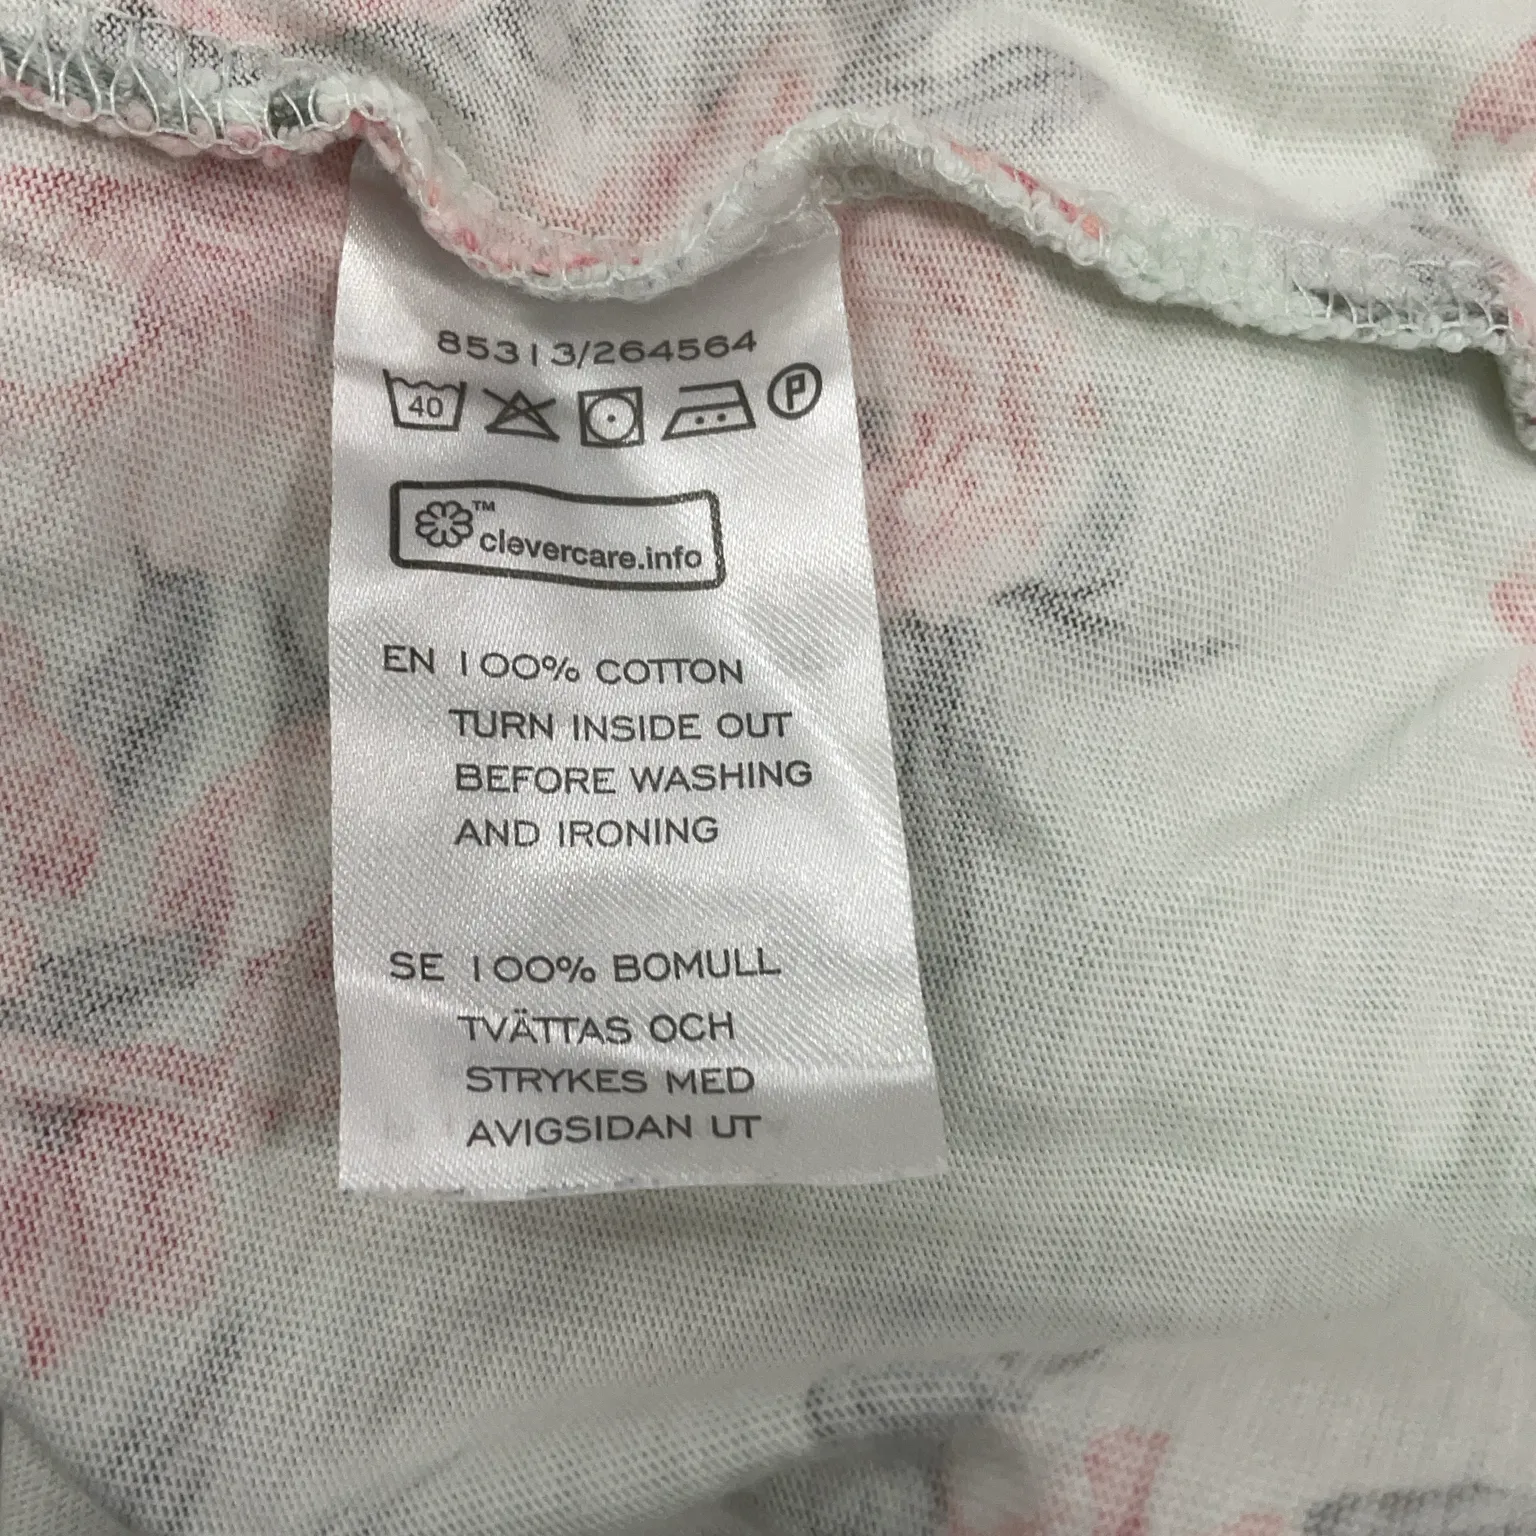 85313/264564
40 P
™
clevercare.info
EN 100% COTTON
TURN INSIDE OUT
BEFORE WASHING
AND IRONING
SE 100% BOMULL
TVÄTTAS OCH
STRYKES MED
AVIGSIDAN UT